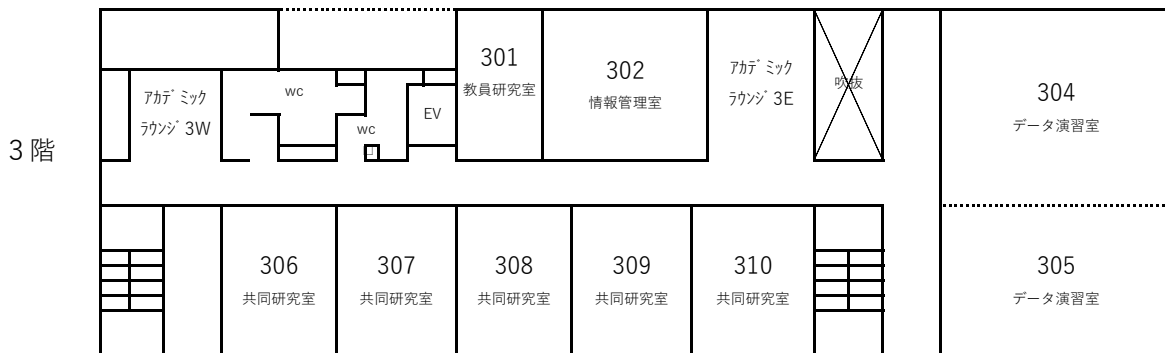 3階
ｱｶﾃﾞﾐｯｸ
ﾗｳﾝｼﾞ3W
wc
wc
EV
301
教員研究室
302
情報管理室
ｱｶﾃﾞﾐｯｸ
ﾗｳﾝｼﾞ3E
吹抜
304
データ演習室
306
共同研究室
307
共同研究室
308
共同研究室
309
共同研究室
310
共同研究室
305
データ演習室